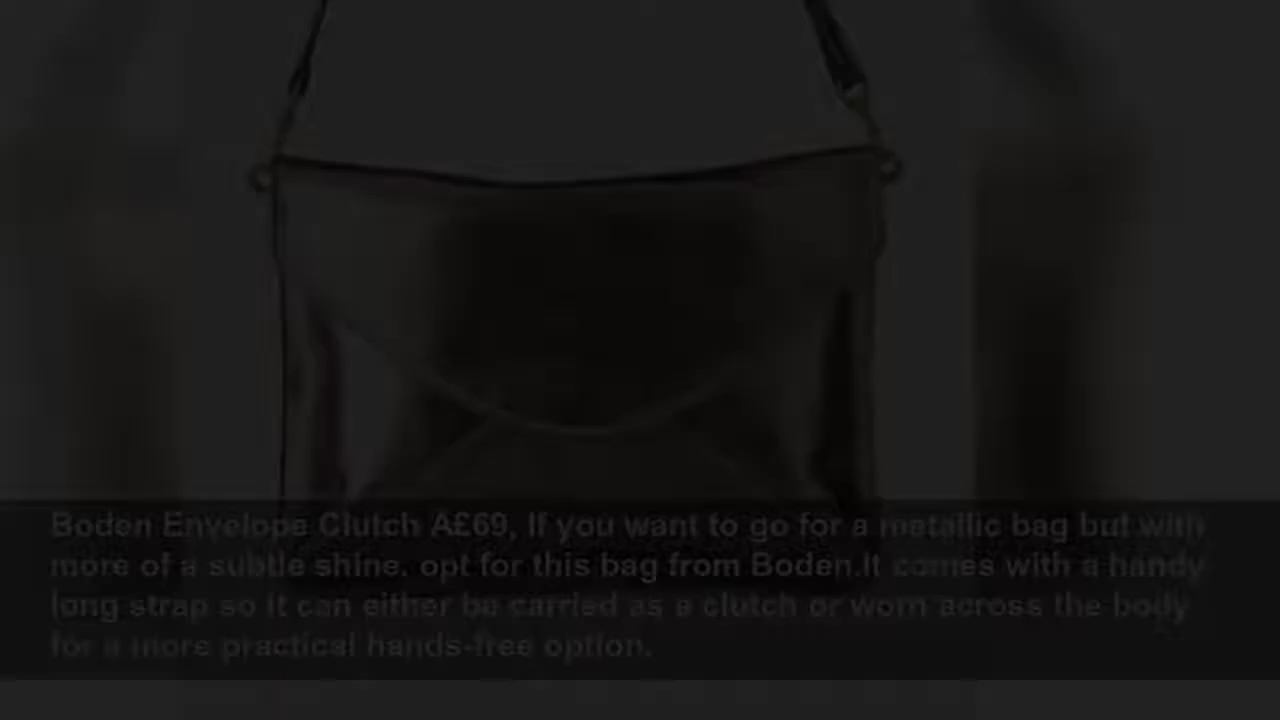 Boden Envelope Clutch A£69, If you want to go for a metallic bag but with
more of a subtle shine. opt for this bag from Boden.It comes with a handy
long strap so it can either be carried as a clutch or worn across the body
for a more practical hands-free option.